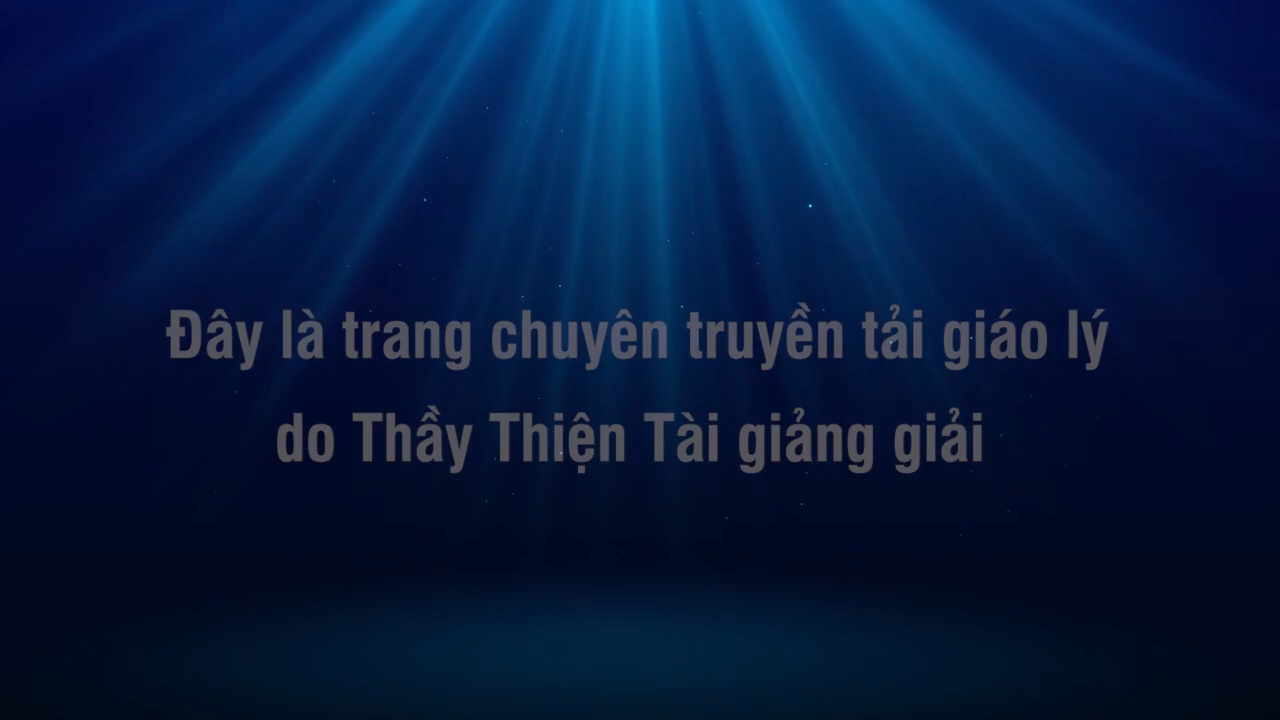 Đây là trang chuyên truyền tải giáo lý
do Thầy Thiện Tài giảng giải